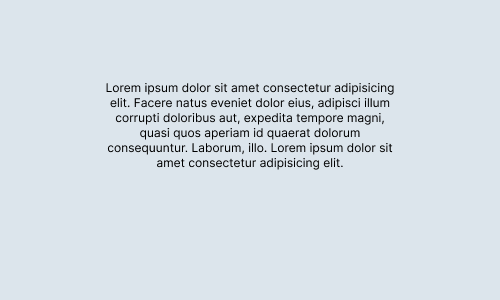 Lorem ipsum dolor sit amet consectetur adipisicing
elit. Facere natus eveniet dolor eius, adipisci illum
corrupti doloribus aut, expedita tempore magni,
quasi quos aperiam id quaerat dolorum
consequuntur. Laborum, illo. Lorem ipsum dolor sit
amet consectetur adipisicing elit.